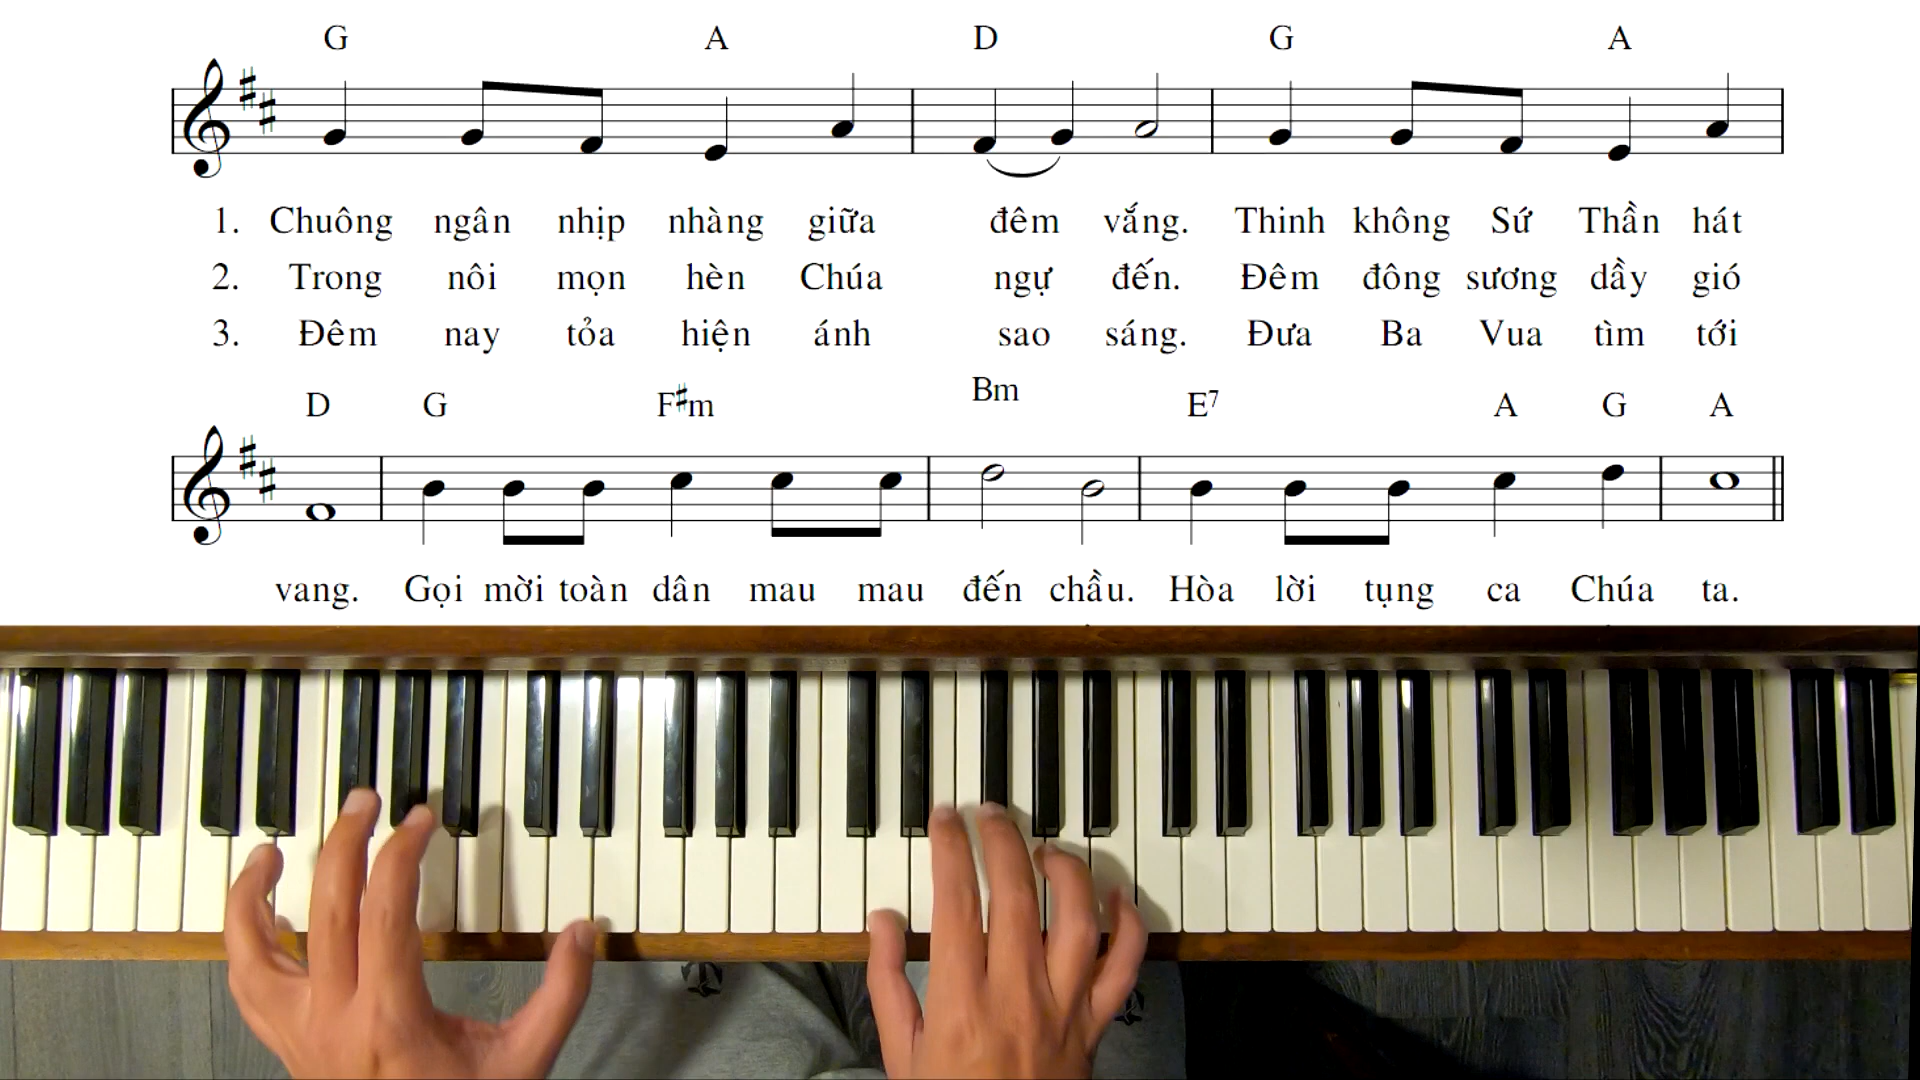 G A D G A
1. Chuông ngân nhịp nhàng giữa đêm vắng. Thinh không Sứ Thần hát
2. Trong nôi mọn hèn Chúa ngự đến. Đêm đông sương dầy gió
3. Đêm nay tỏa hiện ánh sao sáng. Đưa Ba Vua tìm tới
D G F♯m Bm E7 A G A
vang. Gọi mời toàn dân mau mau đến chầu. Hòa lời tụng ca Chúa ta.